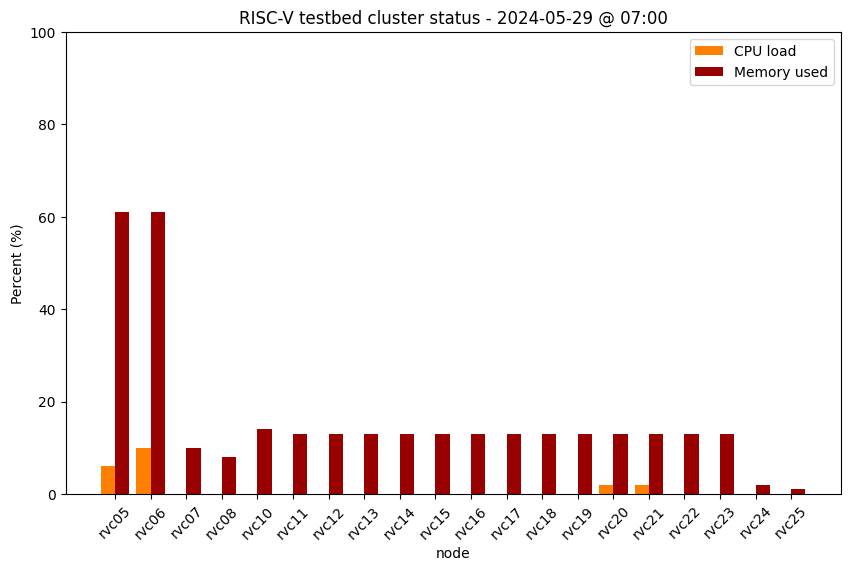 RISC-V testbed cluster status - 2024-05-29 @ 07:00
CPU load
Memory used
Percent (%)
100
80
60
40
20
0
rvc05 rvc06 rvc07 rvc08 rvc10 rvc11 rvc12 rvc13 rvc14 rvc15 rvc16 rvc17 rvc18 rvc19 rvc20 rvc21 rvc22 rvc23 rvc24 rvc25
node